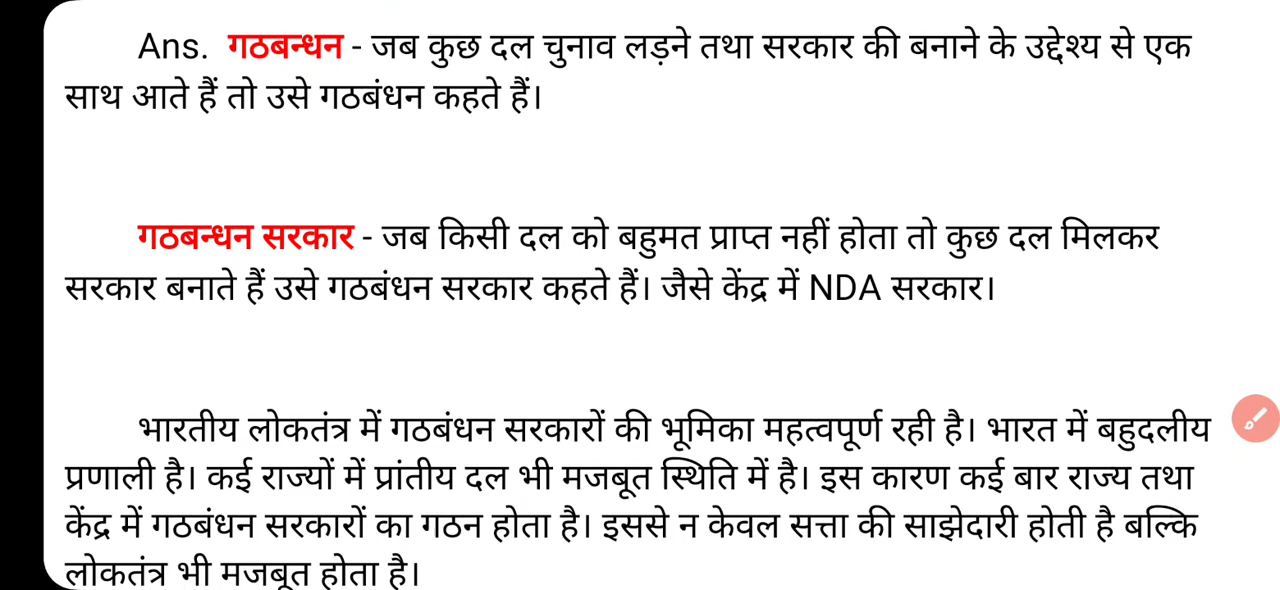 Ans. गठबन्धन - जब कुछ दल चुनाव लड़ने तथा सरकार की बनाने के उद्देश्य से एक
साथ आते हैं तो उसे गठबंधन कहते हैं।
गठबन्धन सरकार - जब किसी दल को बहुमत प्राप्त नहीं होता तो कुछ दल मिलकर
सरकार बनाते हैं उसे गठबंधन सरकार कहते हैं। जैसे केंद्र में NDA सरकार।
भारतीय लोकतंत्र में गठबंधन सरकारों की भूमिका महत्वपूर्ण रही है। भारत में बहुदलीय
प्रणाली है। कई राज्यों में प्रांतीय दल भी मजबूत स्थिति में है। इस कारण कई बार राज्य तथा
केंद्र में गठबंधन सरकारों का गठन होता है। इससे न केवल सत्ता की साझेदारी होती है बल्कि
लोकतंत्र भी मजबूत होता है।